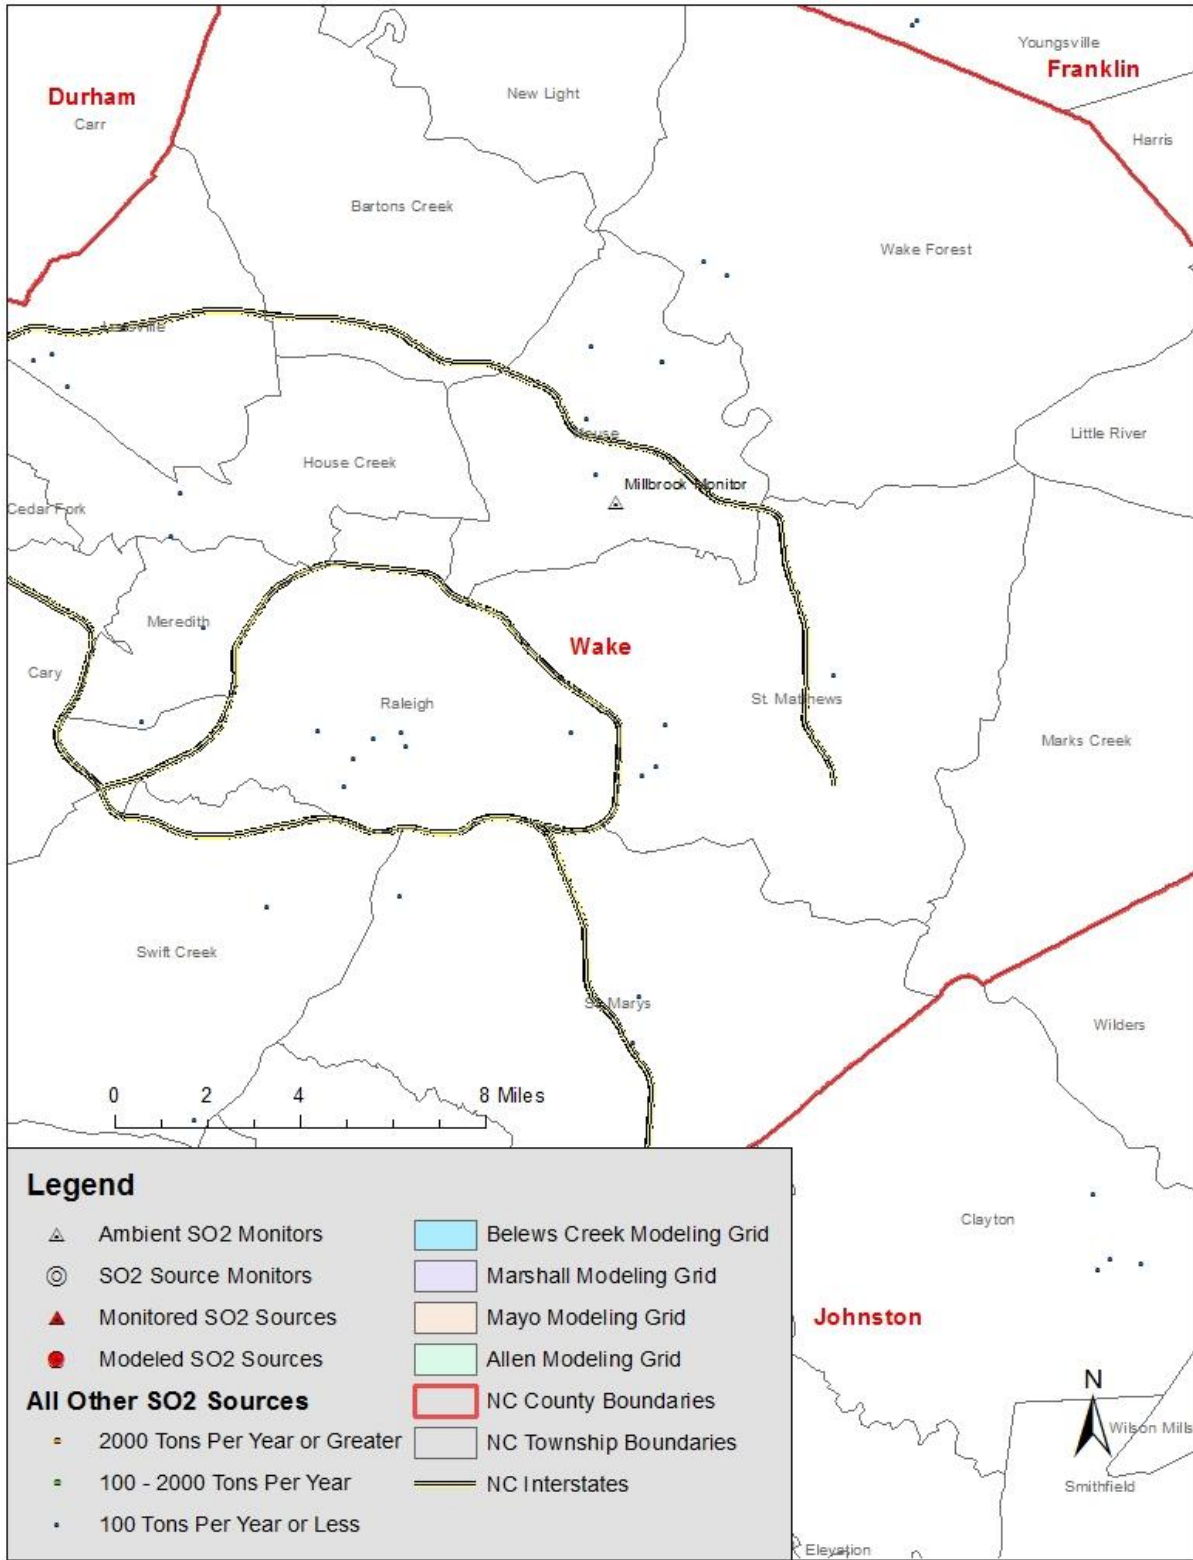 Youngsville
Franklin
Durham
Carr
New Light
Harris
Bartons Creek
Wake Forest
Little River
House Creek
Millbrook Monitor
Cedar Fork
Meredith
Wake
Cary
Raleigh
St. Matthews
Marks Creek
Swift Creek
St. Marys
Wilders
0 2 4 8 Miles
Legend
Ambient SO2 Monitors
SO2 Source Monitors
Monitored SO2 Sources
Modeled SO2 Sources
All Other SO2 Sources
2000 Tons Per Year or Greater
100 - 2000 Tons Per Year
100 Tons Per Year or Less
Belews Creek Modeling Grid
Marshall Modeling Grid
Mayo Modeling Grid
Allen Modeling Grid
NC County Boundaries
NC Township Boundaries
NC Interstates
Clayton
Johnston
N
Wilson Mills
Smithfield
Elevation